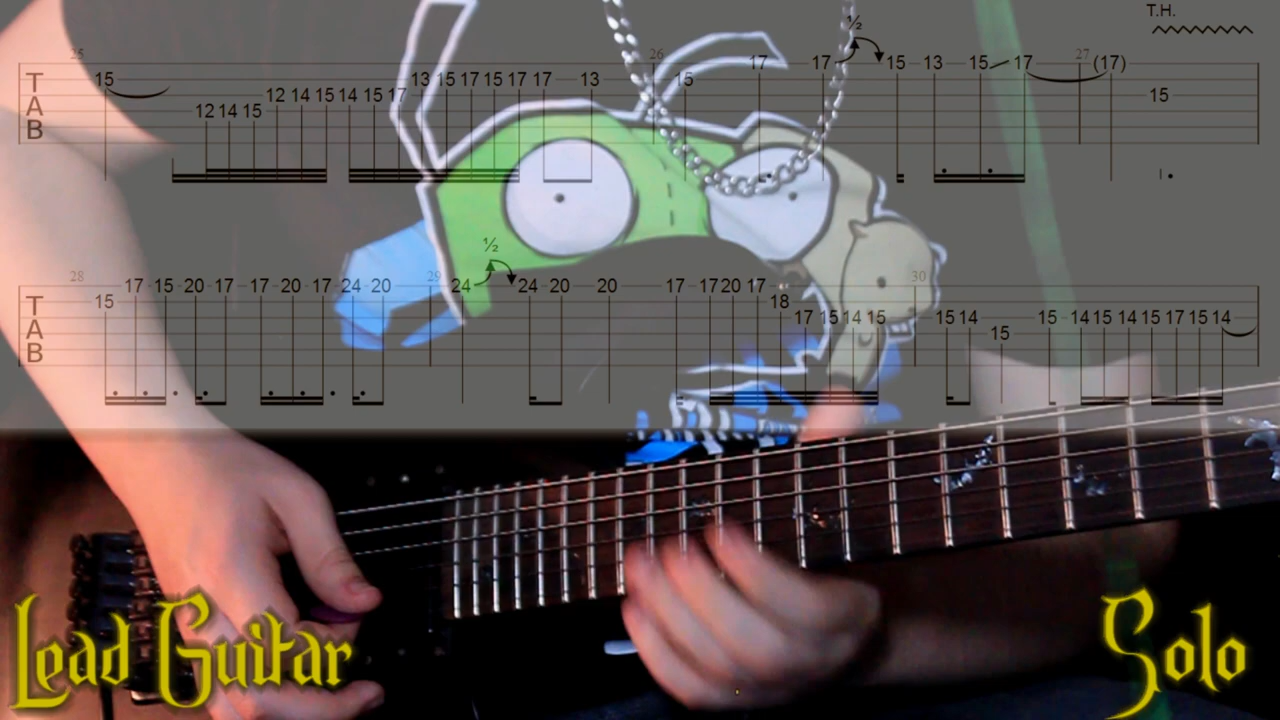 T.H.
½
25 26 27
17 17 15 13 15 17 (17)
15 13 15 17 15 17 17 13 15
12 14 15 14 15 17 15
12 14 15
T
A
B
½
28 29 30
17 15 20 17 17 20 17 24 20 24 24 20 20 17 17 20 17
15 18
17 15 14 15 15 14 15 14 15 14 15 17 15 14
15
T
A
B
Lead Guitar
Solo